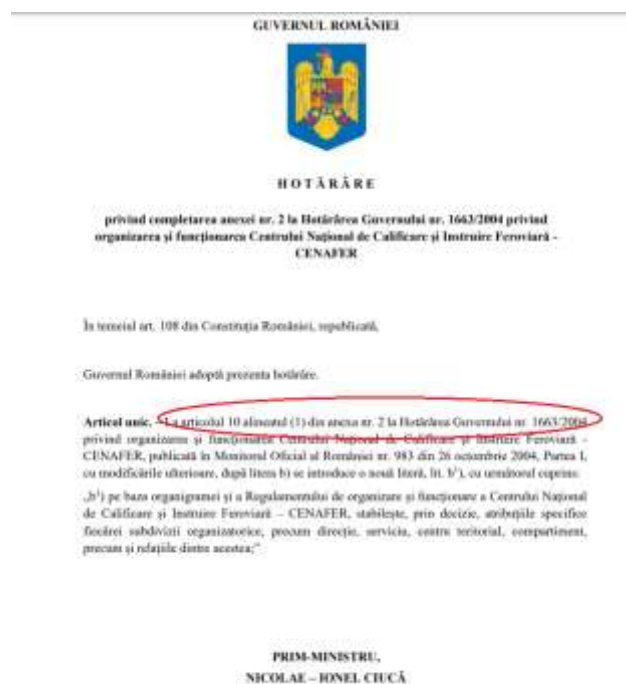 GUVERNUL ROMÂNIEI
HOTĂRÂRE
privind completarea anexei nr. 2 la Hotărârea Guvernului nr. 1663/2004 privind
organizarea și funcționarea Centrului Național de Calificare și Instruire Feroviară -
CENAFER
În temeiul art. 108 din Constituția României, republicată,
Guvernul României adoptă prezenta hotărâre.
Articol unic. - La articolul 10 alineatul (1) din anexa nr. 2 la Hotărârea Guvernului nr. 1663/2004
privind organizarea și funcționarea Centrului Național de Calificare și Instruire Feroviară -
CENAFER, publicată în Monitorul Oficial al României nr. 983 din 26 octombrie 2004, Partea I,
cu modificările ulterioare, după litera b) se introduce o nouă literă, lit. b¹), cu următorul cuprins:
„b¹) pe baza organigramei și a Regulamentului de organizare și funcționare a Centrului Național
de Calificare și Instruire Feroviară – CENAFER, stabilește, prin decizie, atribuțiile specifice
fiecărei subdivizii organizatorice, precum direcție, serviciu, centru teritorial, compartiment,
precum și relațiile dintre acestea;”
PRIM-MINISTRU,
NICOLAE – IONEL CIUCĂ